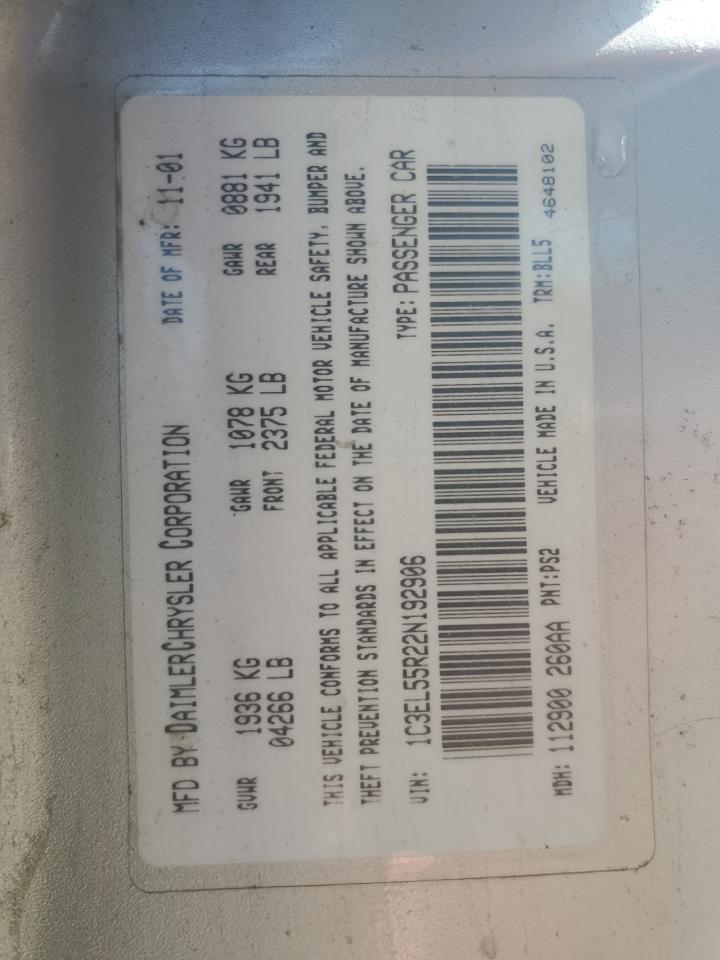 MFD BY DAIMLERCHRYSLER CORPORATION DATE OF MFR: 11-01
GVWR 1936 KG GAWR 1078 KG GAWR 0881 KG
04266 LB FRONT 2375 LB REAR 1941 LB
THIS VEHICLE CONFORMS TO ALL APPLICABLE FEDERAL MOTOR VEHICLE SAFETY, BUMPER AND
THEFT PREVENTION STANDARDS IN EFFECT ON THE DATE OF MANUFACTURE SHOWN ABOVE.
VIN: 1C3EL55R22N192906 TYPE: PASSENGER CAR
MDH: 112900 260AA PNT:PS2 VEHICLE MADE IN U.S.A. TRM:BLL5 4648102